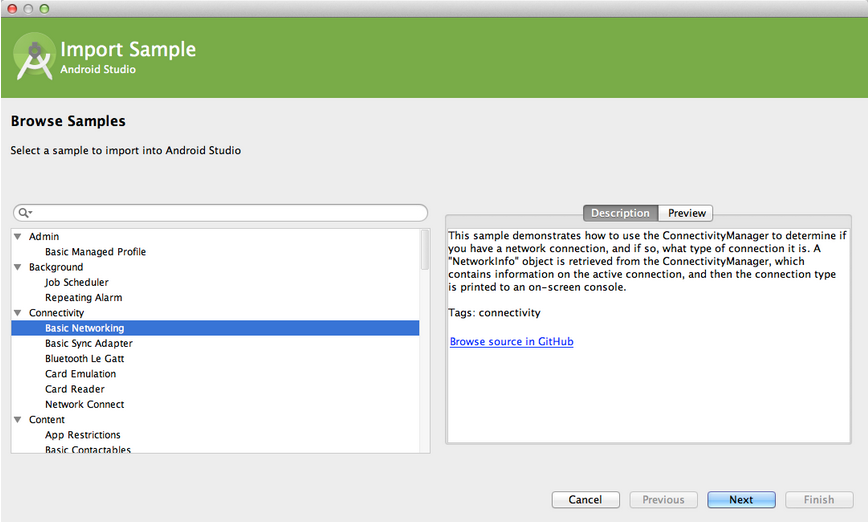 Import Sample
Android Studio
Browse Samples
Select a sample to import into Android Studio
Admin
Basic Managed Profile
Background
Job Scheduler
Repeating Alarm
Connectivity
Basic Networking
Basic Sync Adapter
Bluetooth Le Gatt
Card Emulation
Card Reader
Network Connect
Content
App Restrictions
Basic Contactables
Description Preview
This sample demonstrates how to use the ConnectivityManager to determine if
you have a network connection, and if so, what type of connection it is. A
"NetworkInfo" object is retrieved from the ConnectivityManager, which
contains information on the active connection, and then the connection type
is printed to an on-screen console.
Tags: connectivity
Browse source in GitHub
Cancel Previous Next Finish